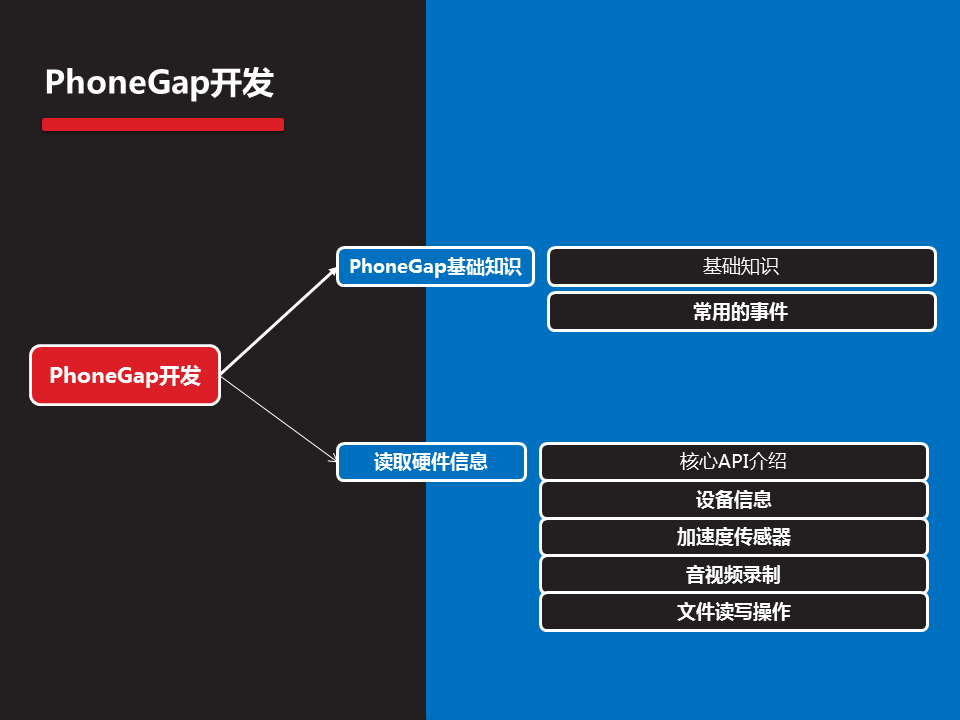 PhoneGap开发
PhoneGap基础知识
基础知识
常用的事件
PhoneGap开发
读取硬件信息
核心API介绍
设备信息
加速度传感器
音视频录制
文件读写操作